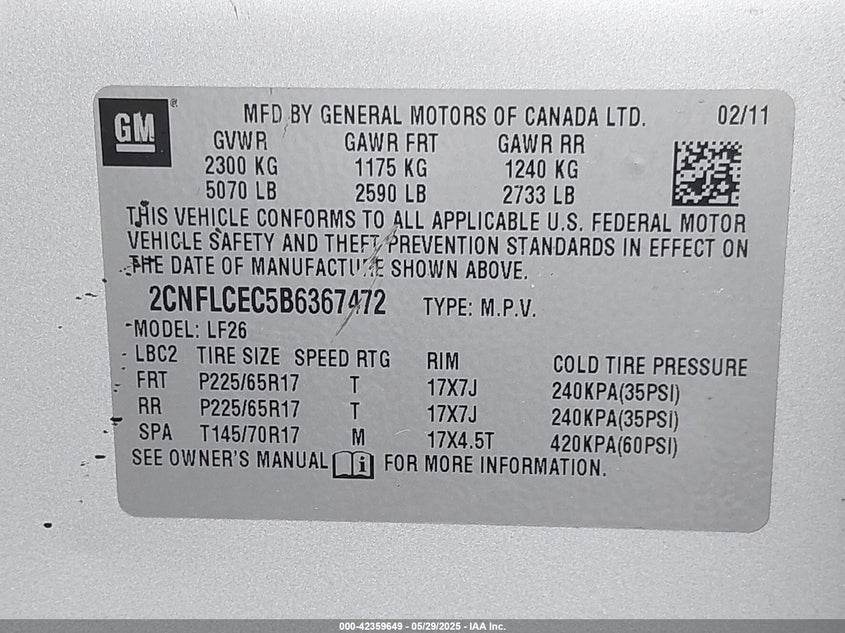 GM ® MFD BY GENERAL MOTORS OF CANADA LTD. 02/11
GVWR GAWR FRT GAWR RR
2300 KG 1175 KG 1240 KG
5070 LB 2590 LB 2733 LB
THIS VEHICLE CONFORMS TO ALL APPLICABLE U.S. FEDERAL MOTOR
VEHICLE SAFETY AND THEFT PREVENTION STANDARDS IN EFFECT ON
THE DATE OF MANUFACTURE SHOWN ABOVE.
2CNFLCEC5B6367472 TYPE: M.P.V.
MODEL: LF26
LBC2 TIRE SIZE SPEED RTG RIM COLD TIRE PRESSURE
FRT P225/65R17 T 17X7J 240KPA(35PSI)
RR P225/65R17 T 17X7J 240KPA(35PSI)
SPA T145/70R17 M 17X4.5T 420KPA(60PSI)
SEE OWNER'S MANUAL i FOR MORE INFORMATION.
000-42359649 - 05/29/2025 - IAA Inc.